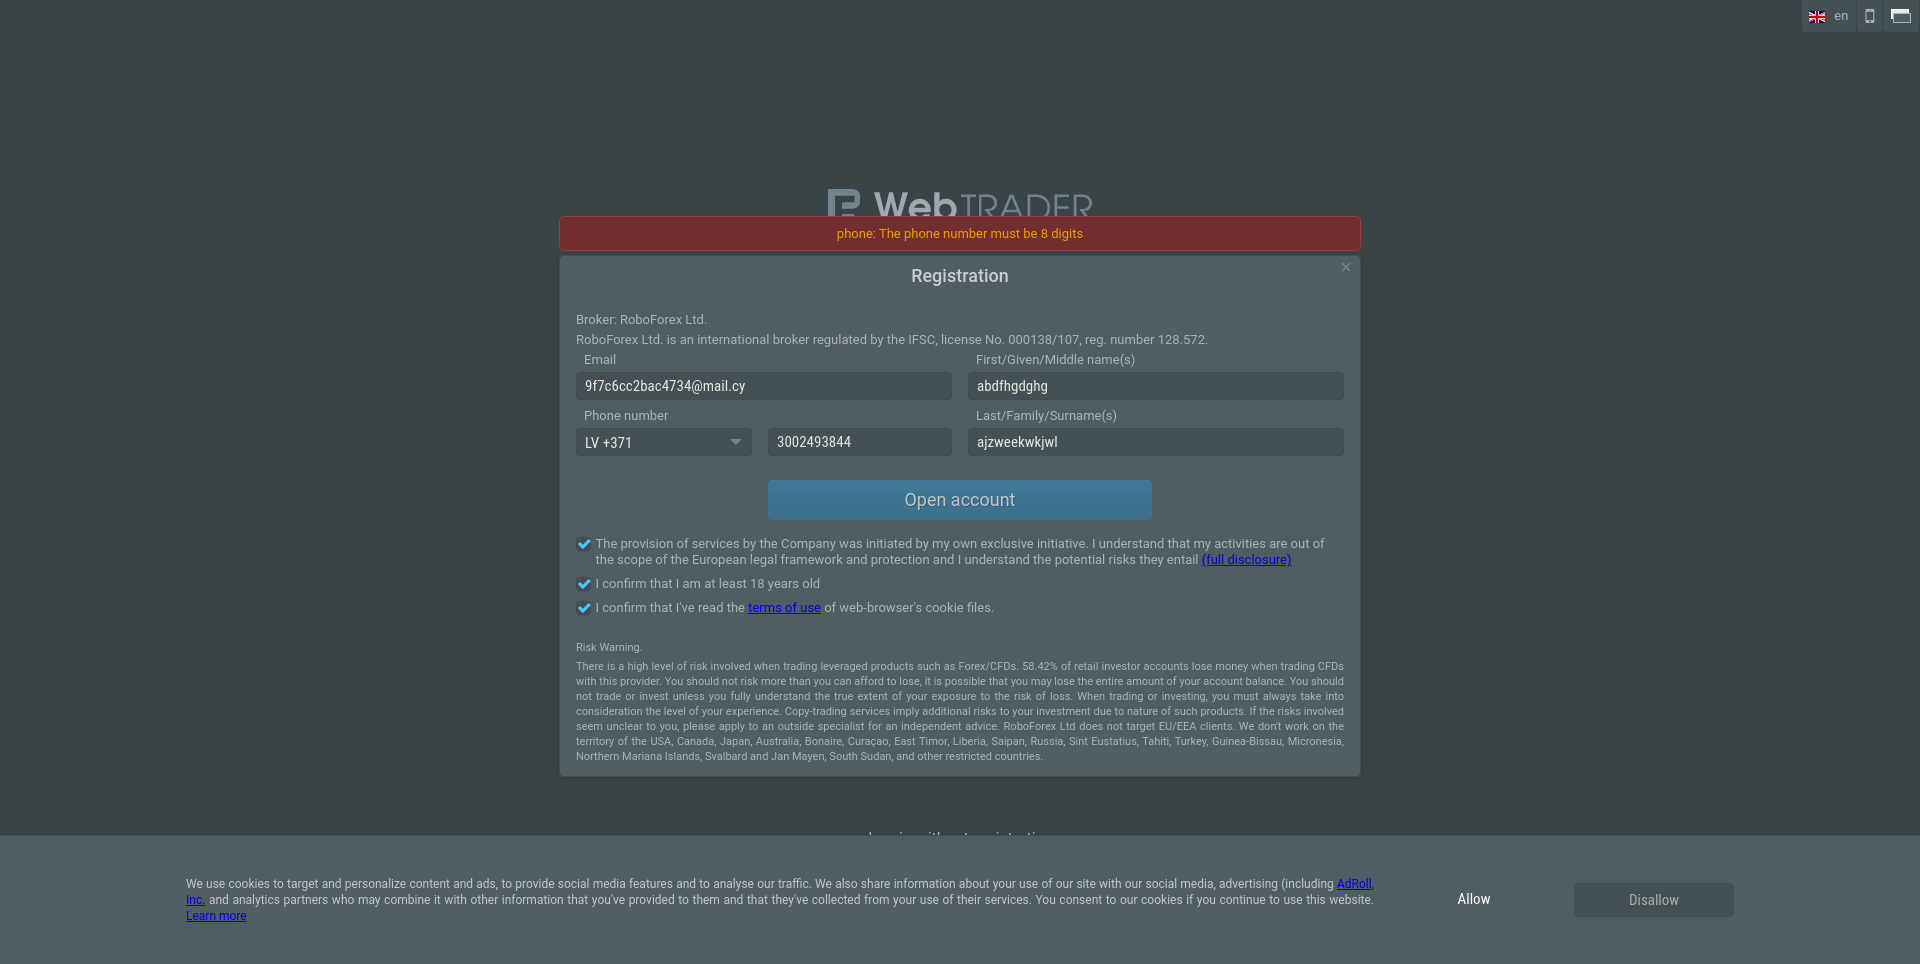 en
WebTRADER
phone: The phone number must be 8 digits
Registration
Broker: RoboForex Ltd.
RoboForex Ltd. is an international broker regulated by the IFSC, license No. 000138/107, reg. number 128.572.
Email
First/Given/Middle name(s)
9f7c6cc2bac4734@mail.cy
abdfhgdghg
Phone number
Last/Family/Surname(s)
LV +371
3002493844
ajzweekwkjwl
Open account
The provision of services by the Company was initiated by my own exclusive initiative. I understand that my activities are out of
the scope of the European legal framework and protection and I understand the potential risks they entail (full disclosure)
I confirm that I am at least 18 years old
I confirm that I've read the terms of use of web-browser's cookie files.
Risk Warning.
There is a high level of risk involved when trading leveraged products such as Forex/CFDs. 58.42% of retail investor accounts lose money when trading CFDs
with this provider. You should not risk more than you can afford to lose, it is possible that you may lose the entire amount of your account balance. You should
not trade or invest unless you fully understand the true extent of your exposure to the risk of loss. When trading or investing, you must always take into
consideration the level of your experience. Copy-trading services imply additional risks to your investment due to nature of such products. If the risks involved
seem unclear to you, please apply to an outside specialist for an independent advice. RoboForex Ltd does not target EU/EEA clients. We don't work on the
territory of the USA, Canada, Japan, Australia, Bonaire, Curaçao, East Timor, Liberia, Saipan, Russia, Sint Eustatius, Tahiti, Turkey, Guinea-Bissau, Micronesia,
Northern Mariana Islands, Svalbard and Jan Mayen, South Sudan, and other restricted countries.
We use cookies to target and personalize content and ads, to provide social media features and to analyse our traffic. We also share information about your use of our site with our social media, advertising (including AdRoll,
Inc. and analytics partners who may combine it with other information that you've provided to them and that they've collected from your use of their services. You consent to our cookies if you continue to use this website.
Learn more
Allow
Disallow